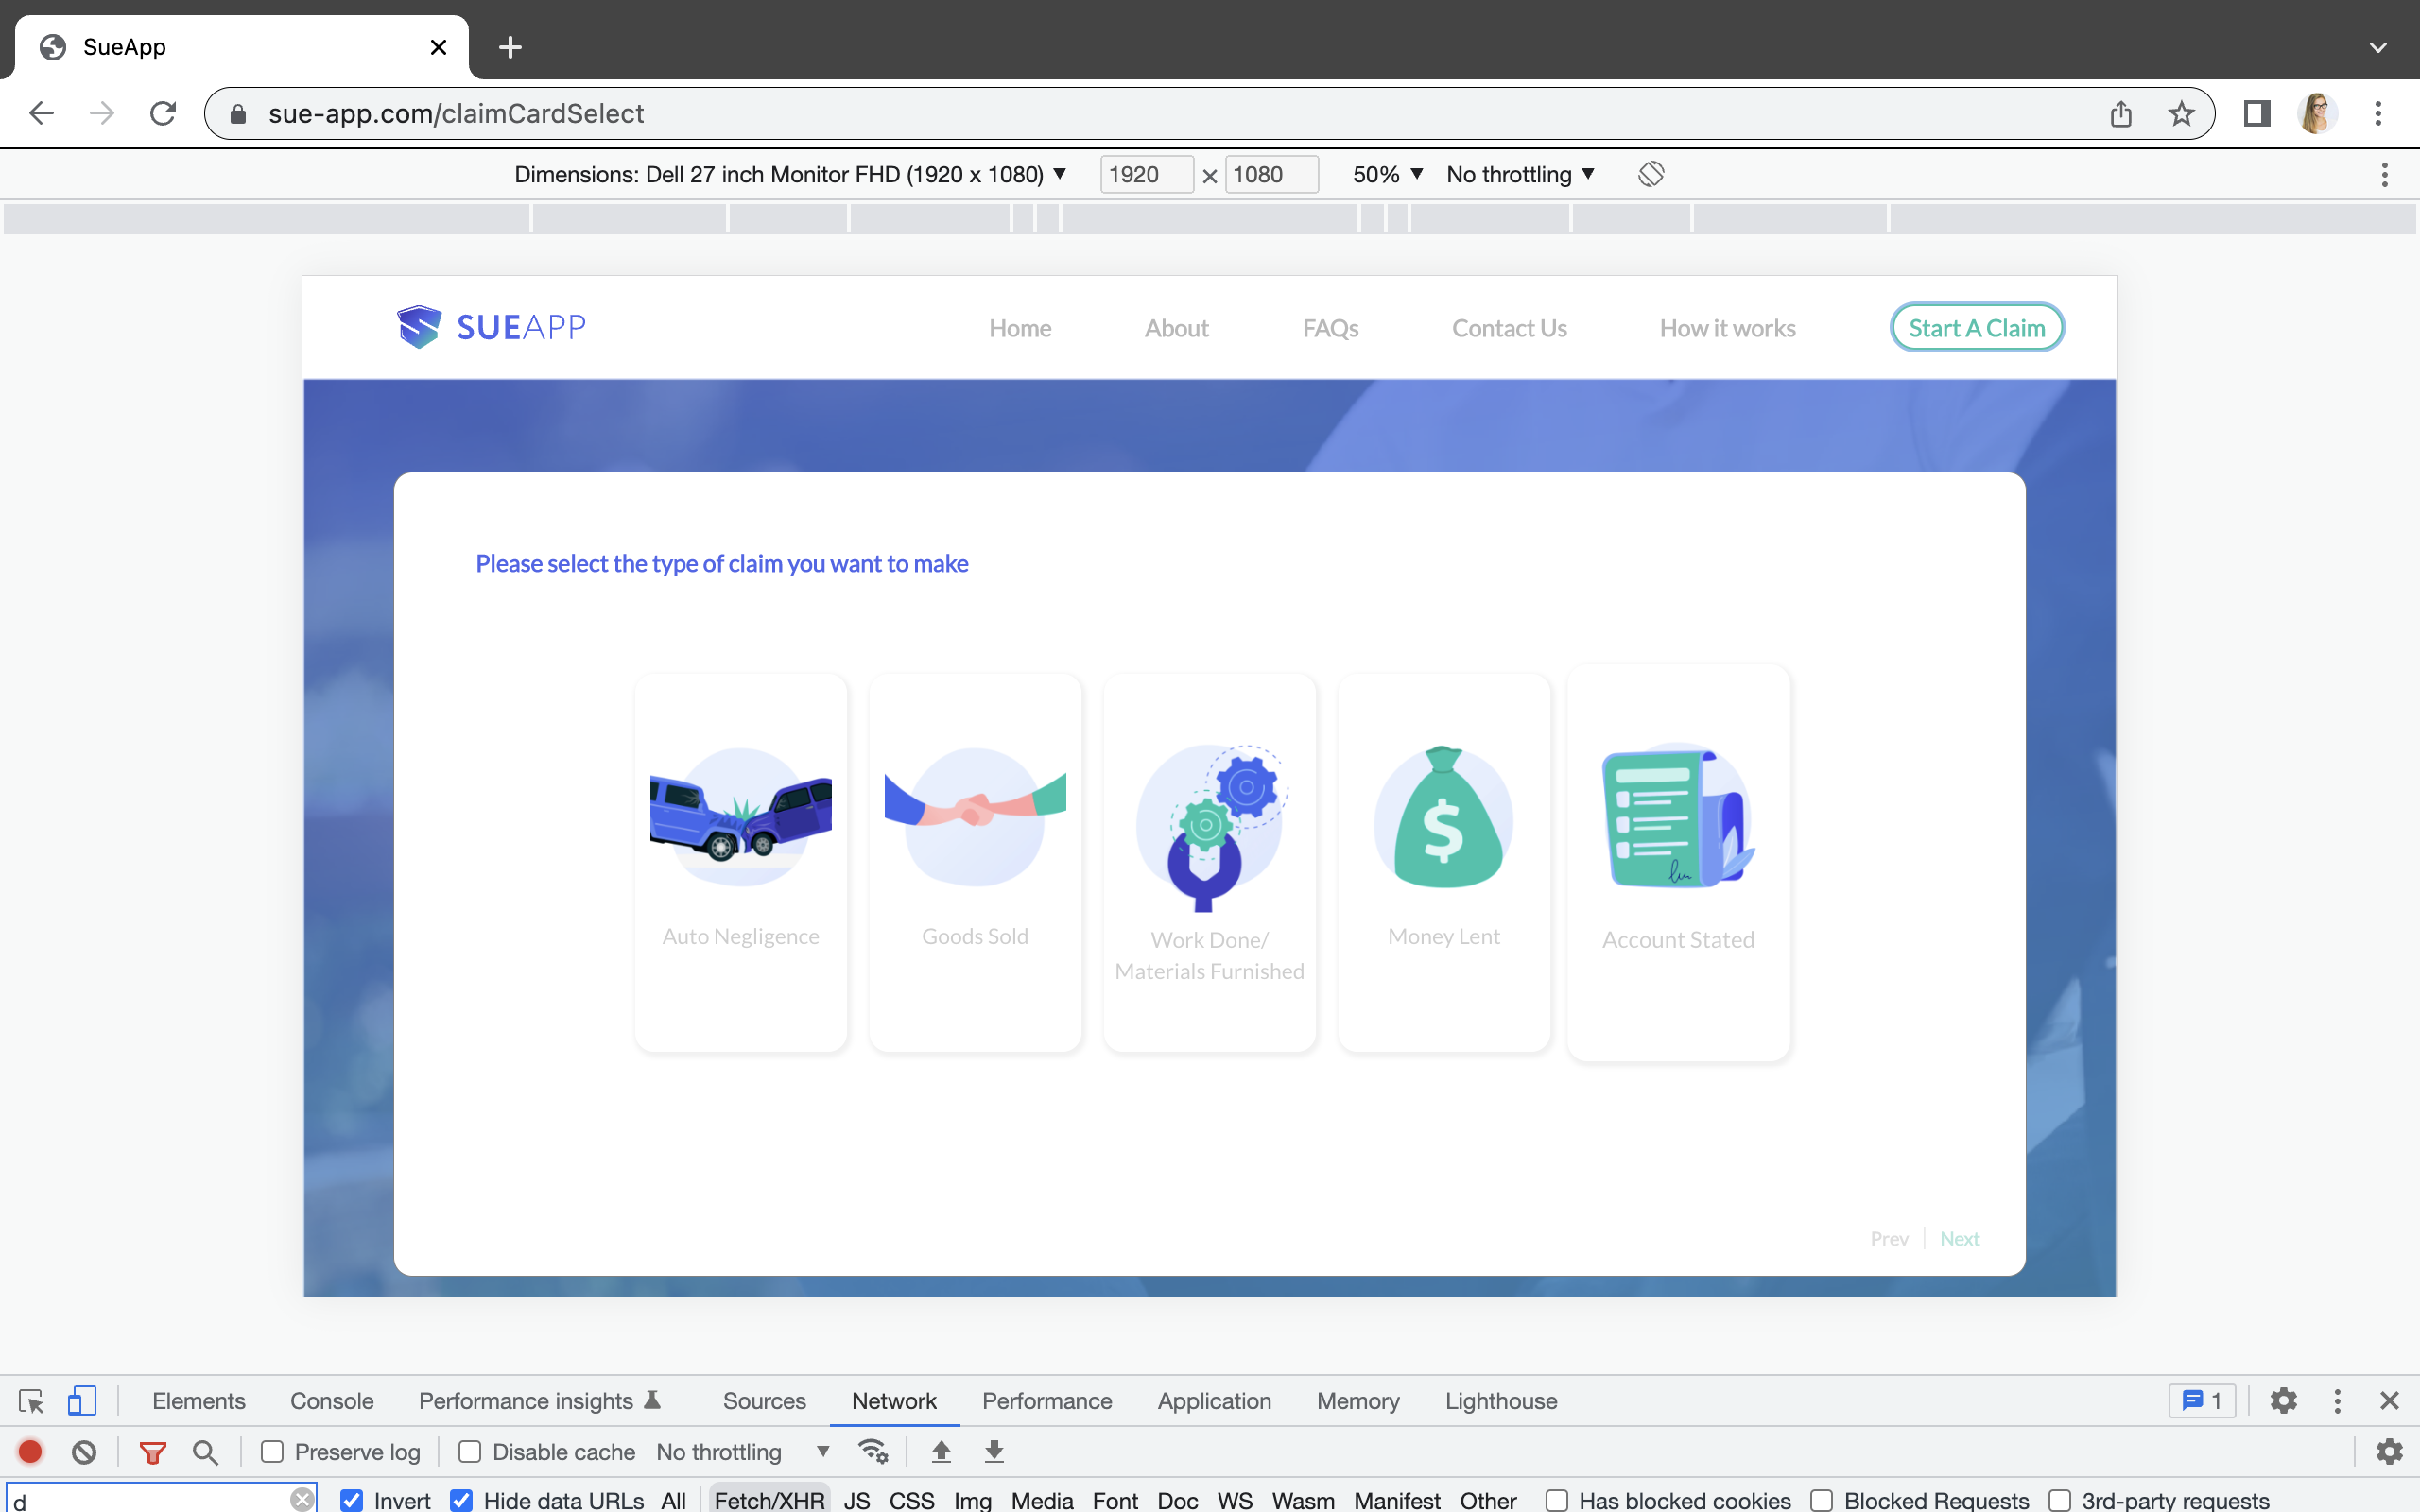 SueApp
sue-app.com/claimCardSelect
Dimensions: Dell 27 inch Monitor FHD (1920 x 1080) ▼ 1920 × 1080 50% ▼ No throttling ▼
SUEAPP Home About FAQs Contact Us How it works Start A Claim
Please select the type of claim you want to make
$
Auto Negligence Goods Sold Work Done/ Money Lent Account Stated
Materials Furnished
Prev Next
Elements Console Performance insights Sources Network Performance Application Memory Lighthouse 1
Preserve log Disable cache No throttling ▼
d Invert Hide data URLs All Fetch/XHR JS CSS Img Media Font Doc WS Wasm Manifest Other Has blocked cookies Blocked Requests 3rd-party requests